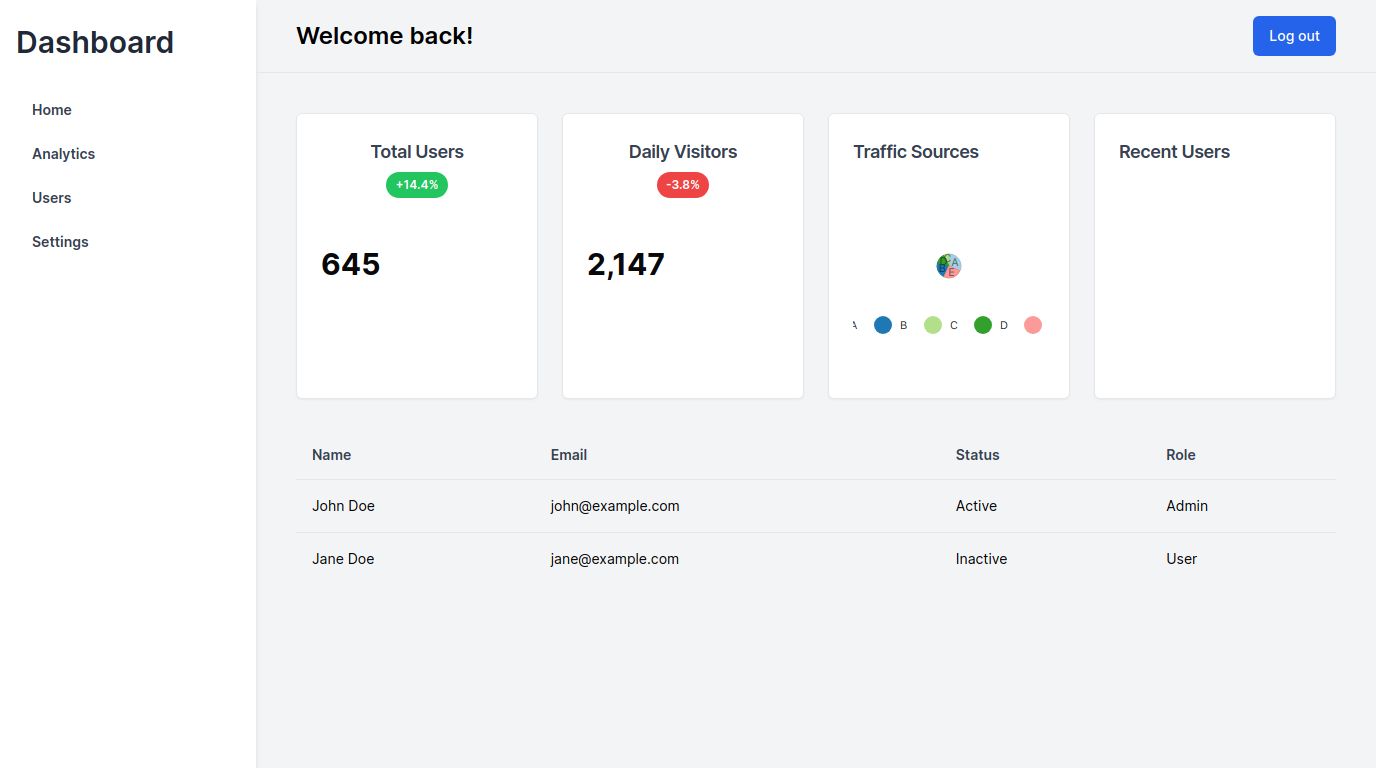 Dashboard
Home
Analytics
Users
Settings
Welcome back!
Log out
Total Users
+14.4%
645
Daily Visitors
-3.8%
2,147
Traffic Sources
A B C D
Recent Users
Name Email Status Role
John Doe john@example.com Active Admin
Jane Doe jane@example.com Inactive User